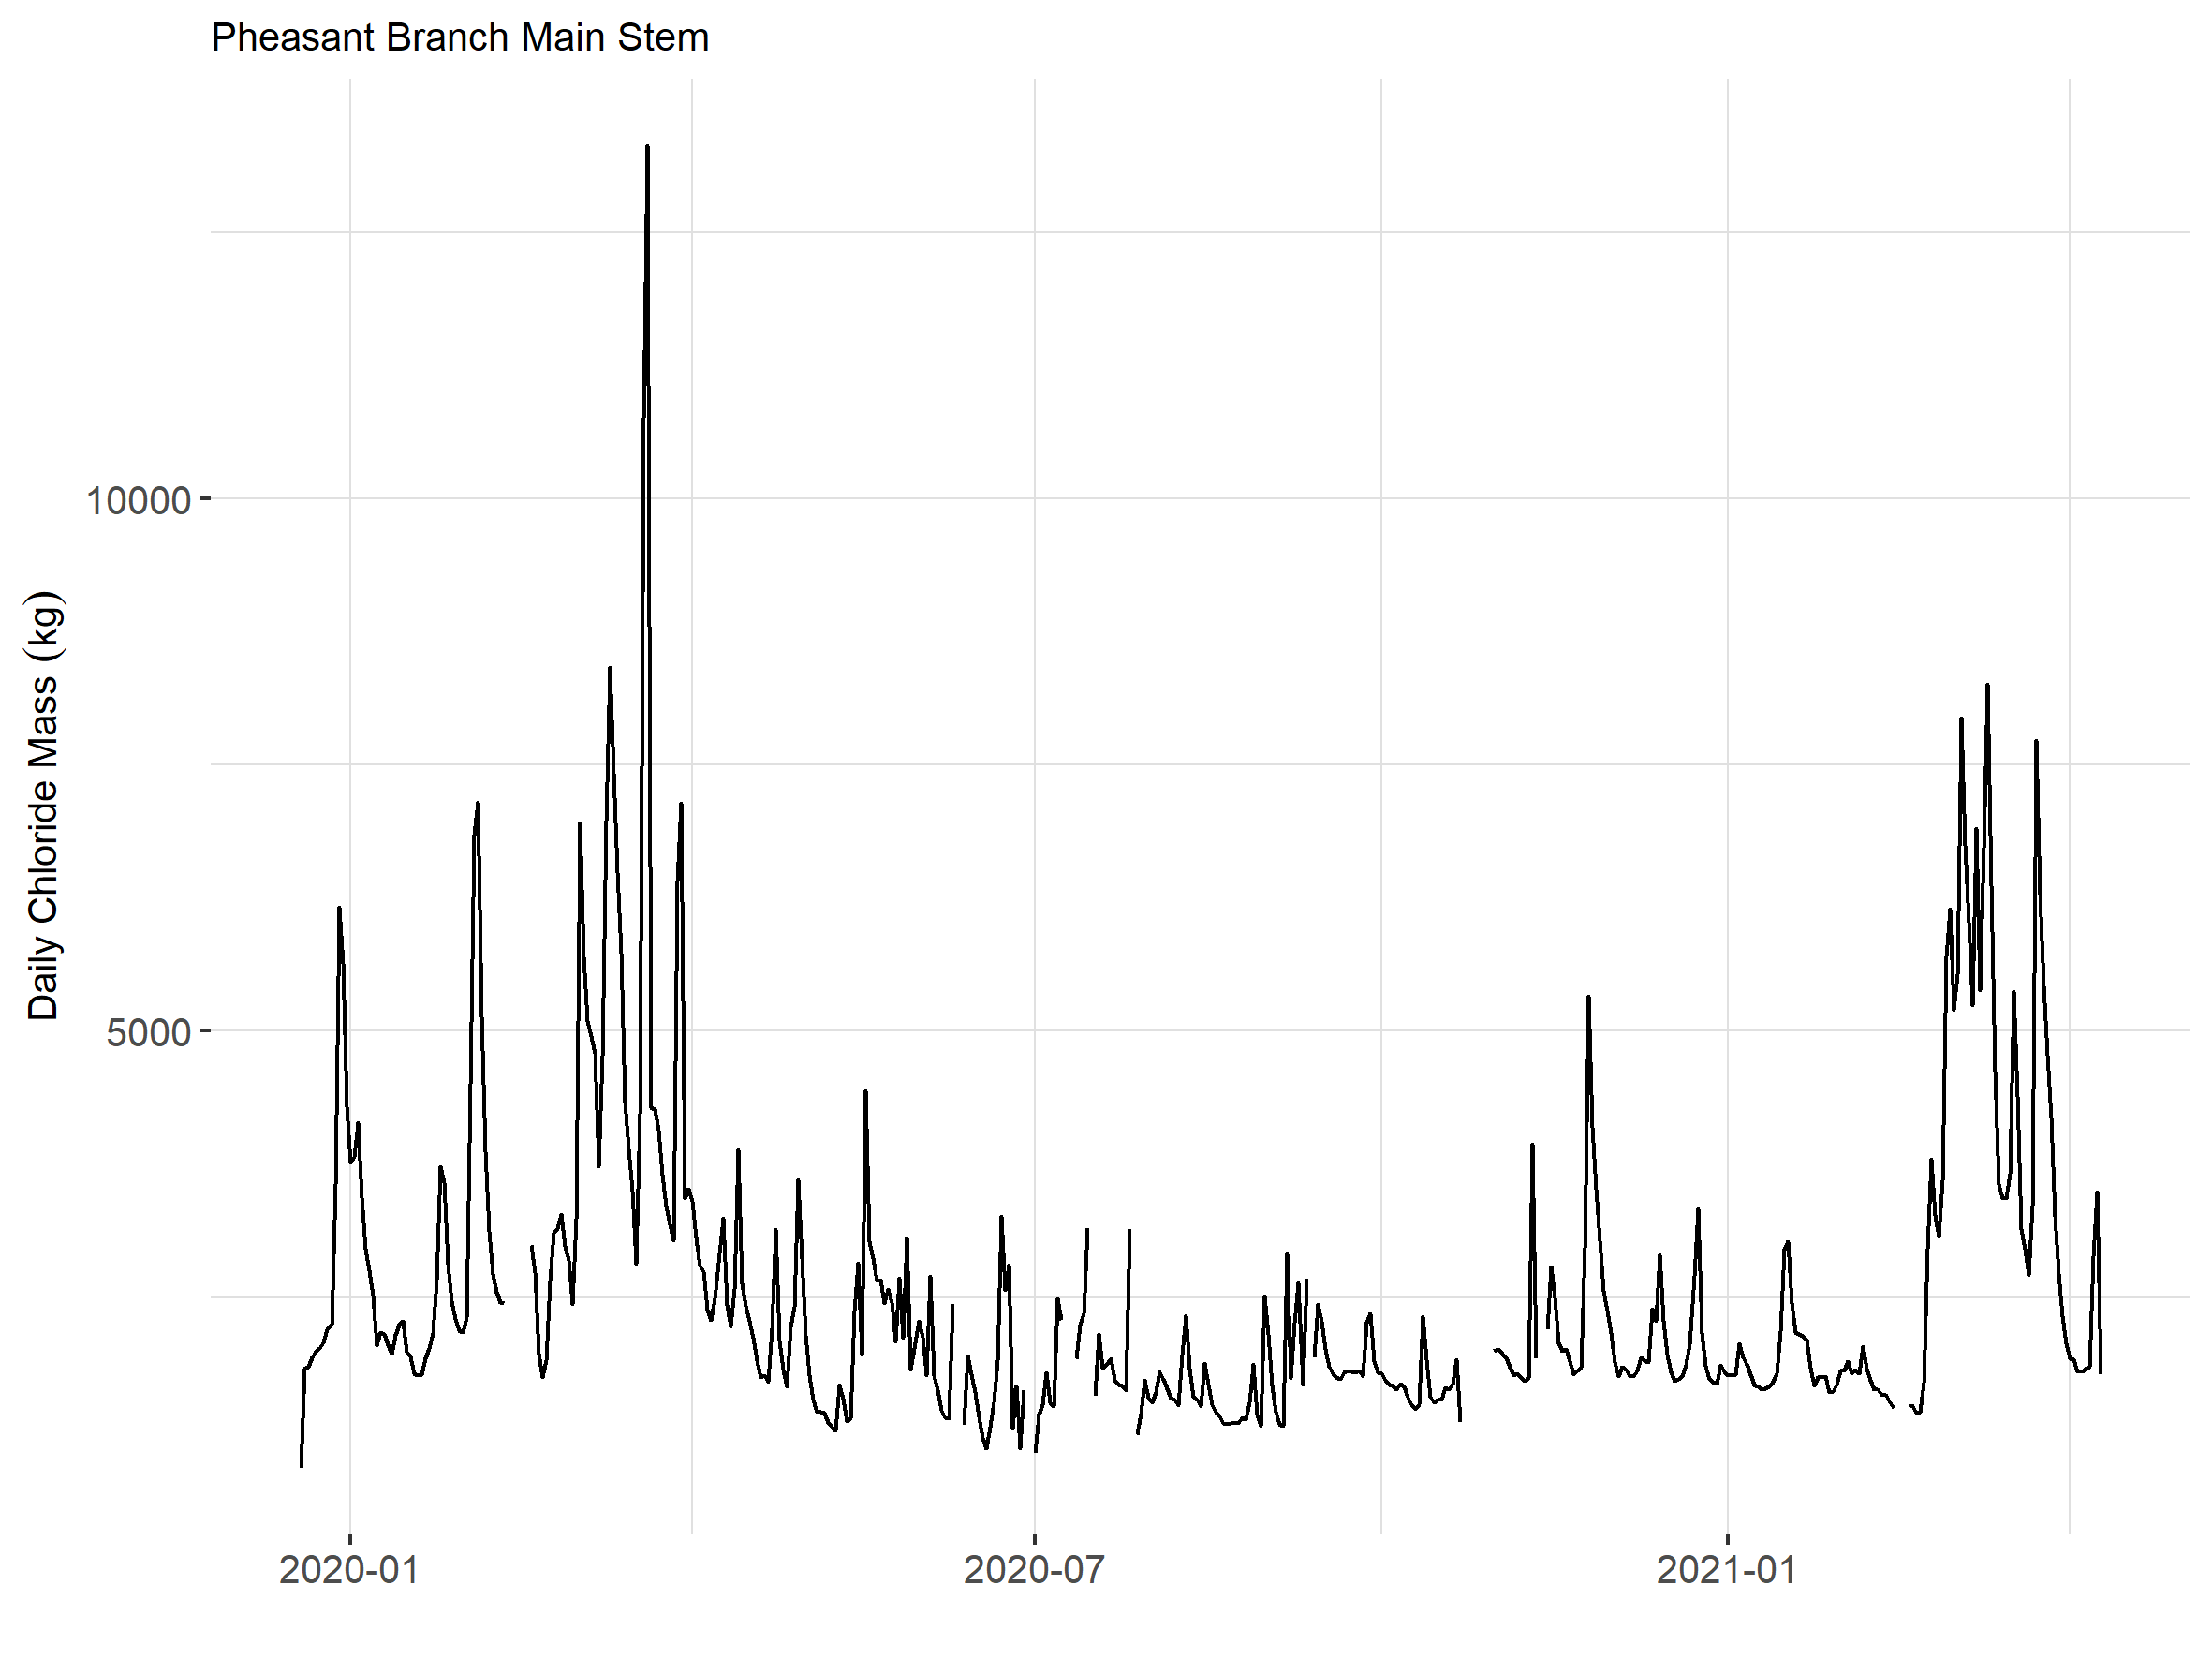 Pheasant Branch Main Stem
Daily Chloride Mass (kg)
10000
5000
2020-01
2020-07
2021-01